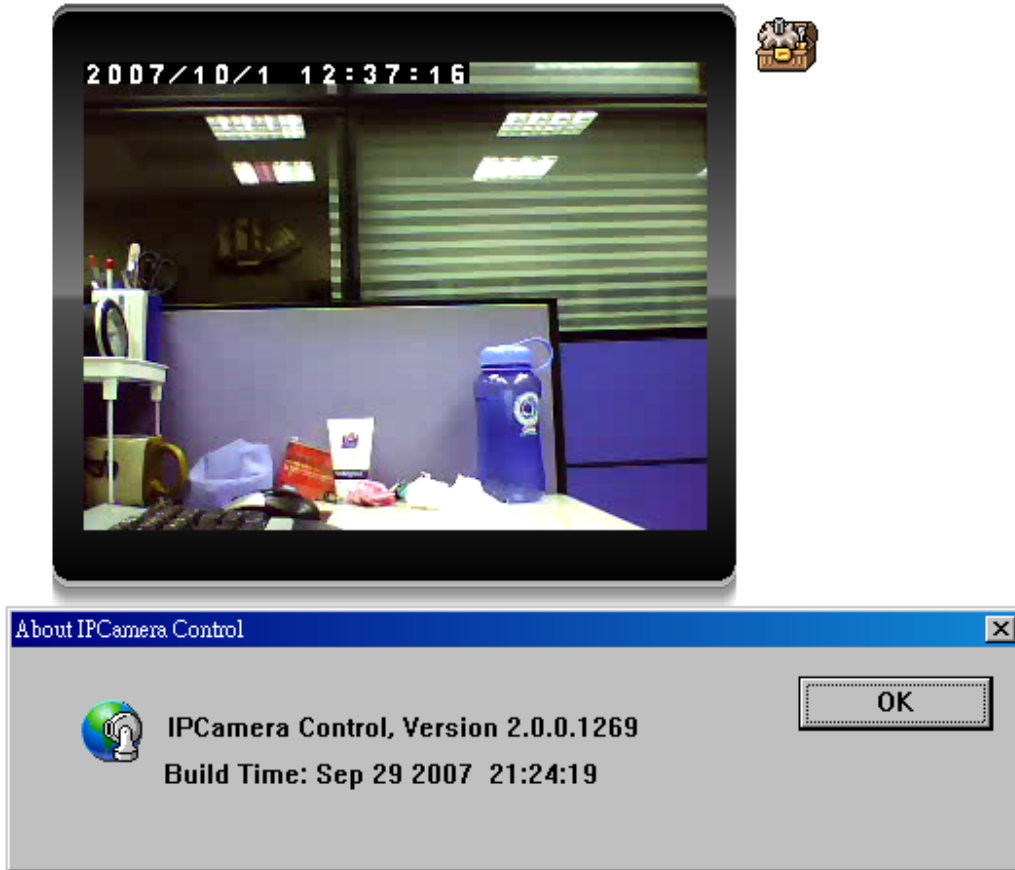 2007/10/1 12:37:16
About IPCamera Control
OK
IPCamera Control, Version 2.0.0.1269
Build Time: Sep 29 2007 21:24:19